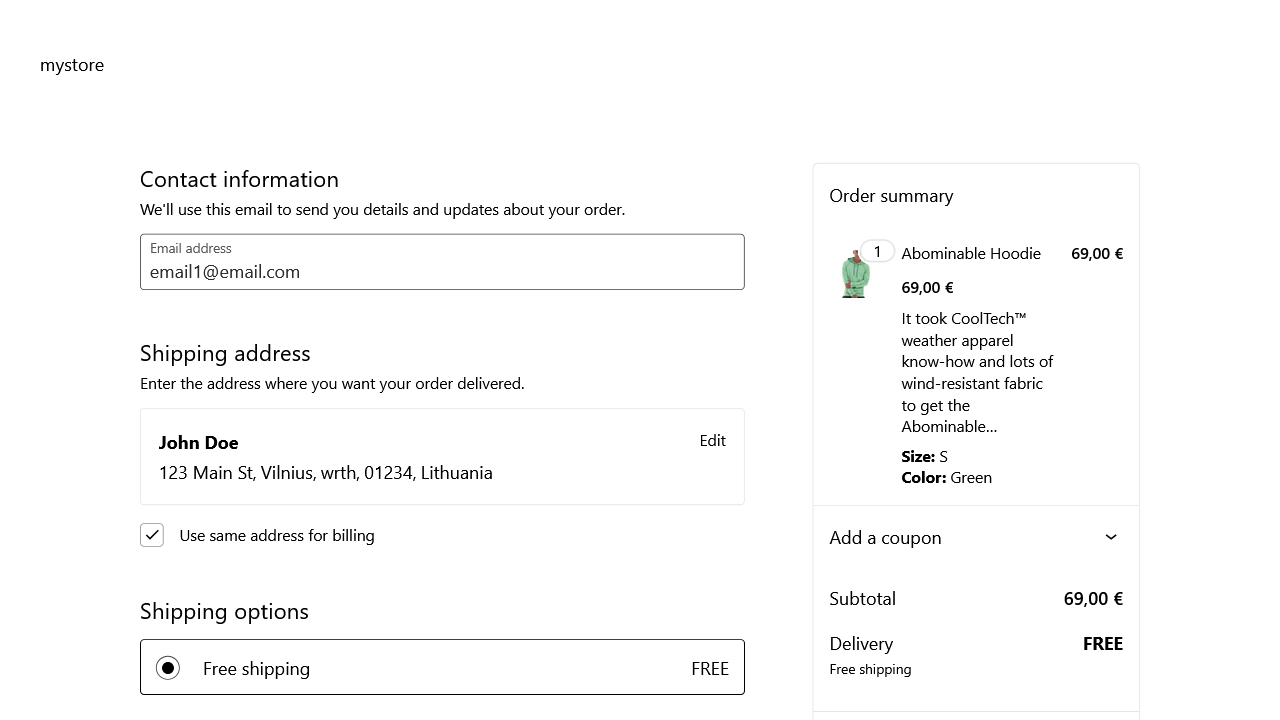 mystore
Contact information
We'll use this email to send you details and updates about your order.
Email address
email1@email.com
Shipping address
Enter the address where you want your order delivered.
John Doe
Edit
123 Main St, Vilnius, wrth, 01234, Lithuania
Use same address for billing
Shipping options
Free shipping FREE
Order summary
1
Abominable Hoodie 69,00 €
69,00 €
It took CoolTech™
weather apparel
know-how and lots of
wind-resistant fabric
to get the
Abominable…
Size: S
Color: Green
Add a coupon
Subtotal 69,00 €
Delivery FREE
Free shipping